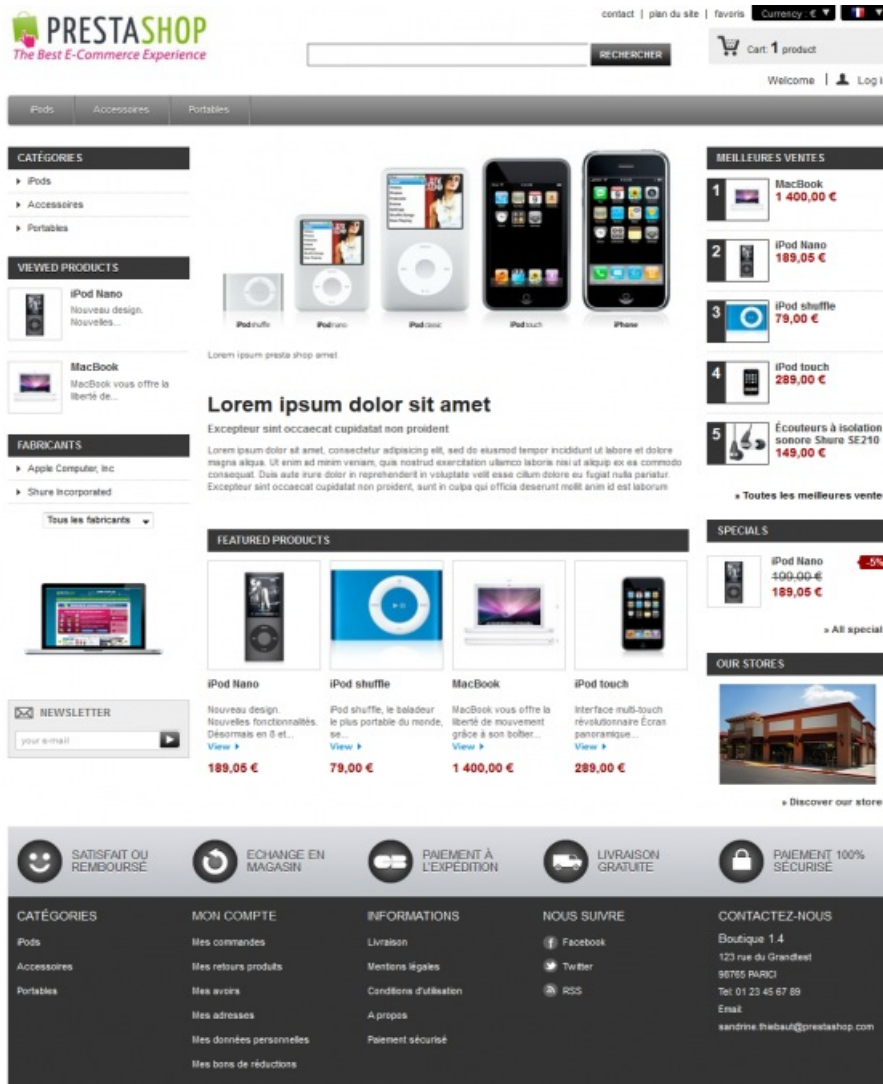 PRESTASHOP
The Best E-Commerce Experience
contact | plan du site | favoris
Currency : €
RECHERCHER
Cart: 1 product
Welcome | Log i
iPods
Accessoires
Portables
CATÉGORIES
iPods
Accessoires
Portables
VIEWED PRODUCTS
iPod Nano
Nouveau design.
Nouvelles...
MacBook
MacBook vous offre la
liberté de...
FABRICANTS
Apple Computer, Inc
Shure Incorporated
Tous les fabricants
NEWSLETTER
your e-mail
iPod shuffle
iPod nano
iPod classic
iPod touch
iPhone
Lorem ipsum presta shop amet
Lorem ipsum dolor sit amet
Excepteur sint occaecat cupidatat non proident
Lorem ipsum dolor sit amet, consectetur adipisicing elit, sed do eiusmod tempor incididunt ut labore et dolore
magna aliqua. Ut enim ad minim veniam, quis nostrud exercitation ullamco laboris nisi ut aliquip ex ea commodo
consequat. Duis aute irure dolor in reprehenderit in voluptate velit esse cillum dolore eu fugiat nulla pariatur.
Excepteur sint occaecat cupidatat non proident, sunt in culpa qui officia deserunt mollit anim id est laborum
FEATURED PRODUCTS
iPod Nano
Nouveau design.
Nouvelles fonctionnalités.
Désormais en 8 et...
View
189,05 €
iPod shuffle
iPod shuffle, le baladeur
le plus portable du monde,
se...
View
79,00 €
MacBook
MacBook vous offre la
liberté de mouvement
grâce à son boîtier...
View
1 400,00 €
iPod touch
Interface multi-touch
révolutionnaire Écran
panoramique...
View
289,00 €
MEILLEURES VENTES
1
MacBook
1 400,00 €
2
iPod Nano
189,05 €
3
iPod shuffle
79,00 €
4
iPod touch
289,00 €
5
Écouteurs à isolation
sonore Shure SE210
149,00 €
» Toutes les meilleures vente
SPECIALS
iPod Nano
-5%
199,00 €
189,05 €
» All special
OUR STORES
» Discover our store
SATISFAIT OU
REMBOURSÉ
ECHANGE EN
MAGASIN
PAIEMENT À
L'EXPÉDITION
LIVRAISON
GRATUITE
PAIEMENT 100%
SÉCURISÉ
CATÉGORIES
iPods
Accessoires
Portables
MON COMPTE
Mes commandes
Mes retours produits
Mes avoirs
Mes adresses
Mes données personnelles
Mes bons de réductions
INFORMATIONS
Livraison
Mentions légales
Conditions d'utilisation
A propos
Paiement sécurisé
NOUS SUIVRE
Facebook
Twitter
RSS
CONTACTEZ-NOUS
Boutique 1.4
123 rue du Grandtest
98765 PARICI
Tel: 01 23 45 67 89
Email:
sandrine.thiebaut@prestashop.com